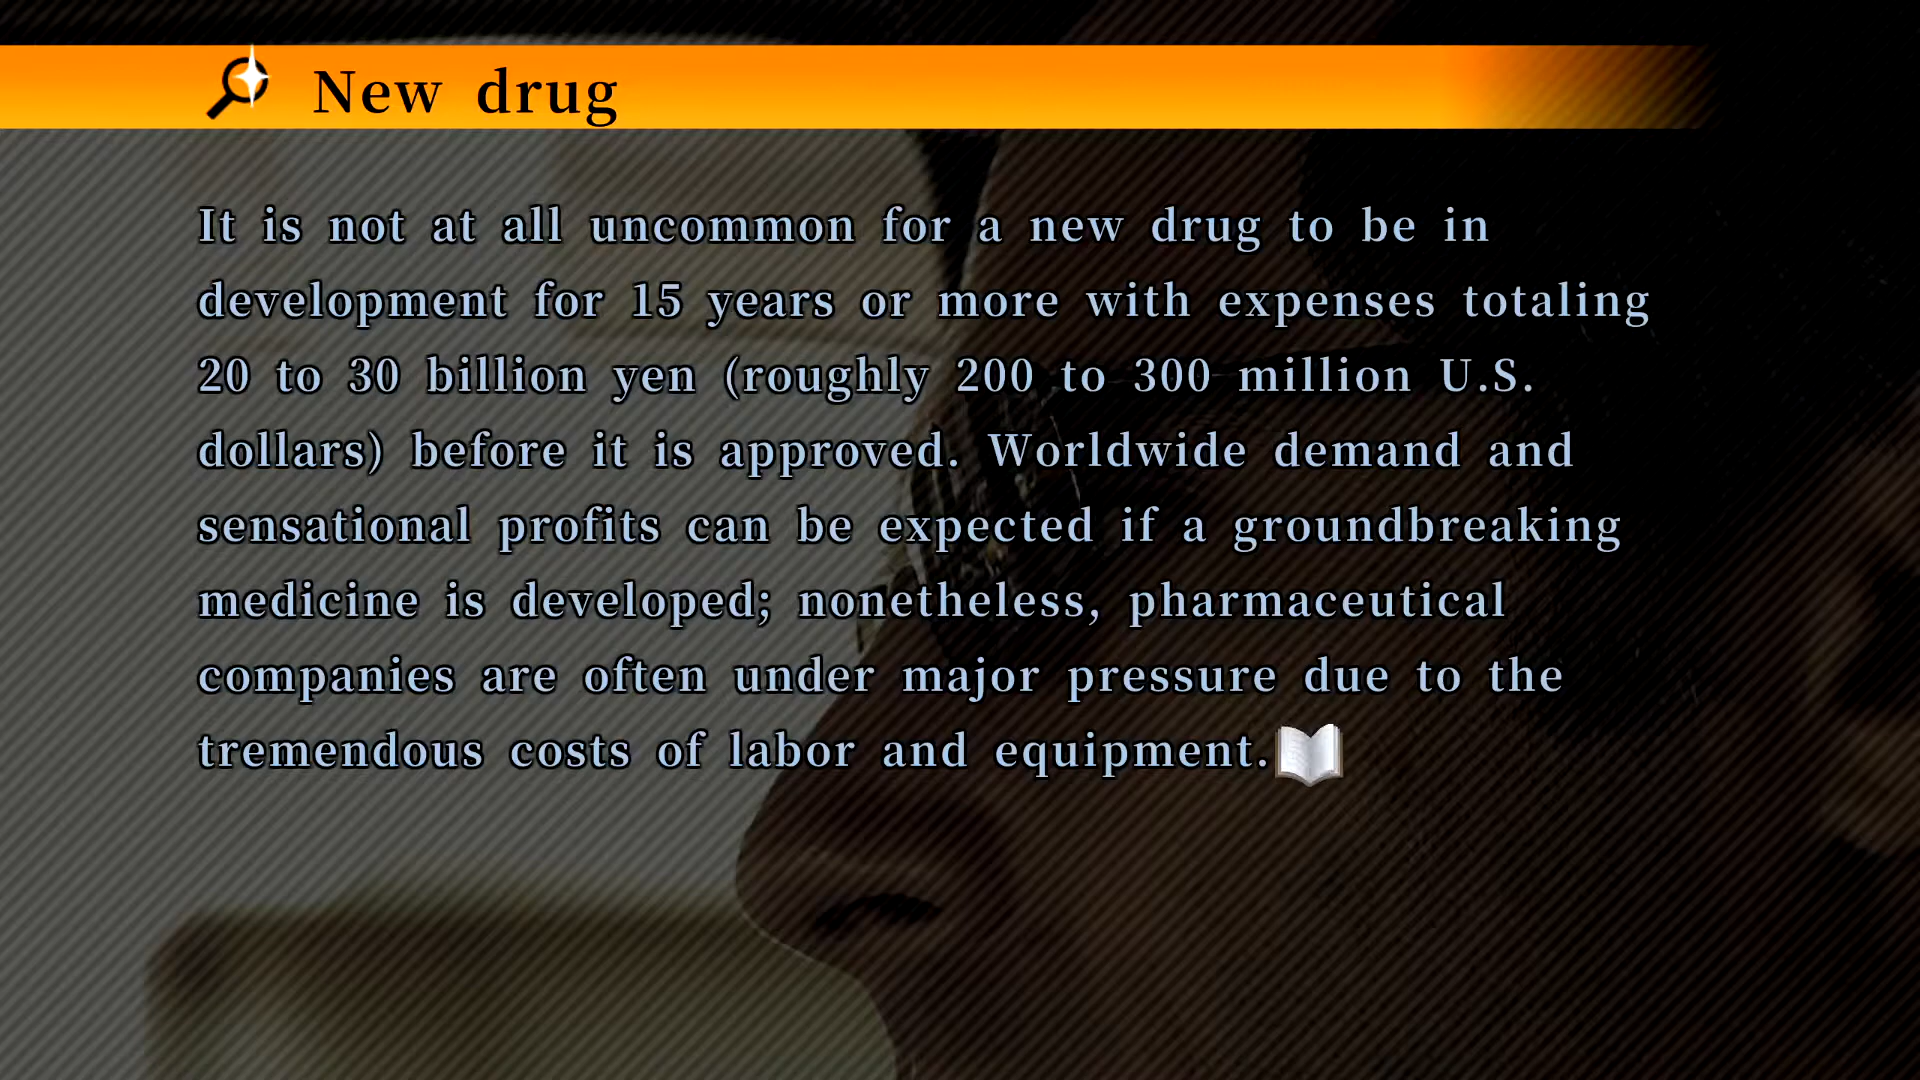 New drug
It is not at all uncommon for a new drug to be in
development for 15 years or more with expenses totaling
20 to 30 billion yen (roughly 200 to 300 million U.S.
dollars) before it is approved. Worldwide demand and
sensational profits can be expected if a groundbreaking
medicine is developed; nonetheless, pharmaceutical
companies are often under major pressure due to the
tremendous costs of labor and equipment.